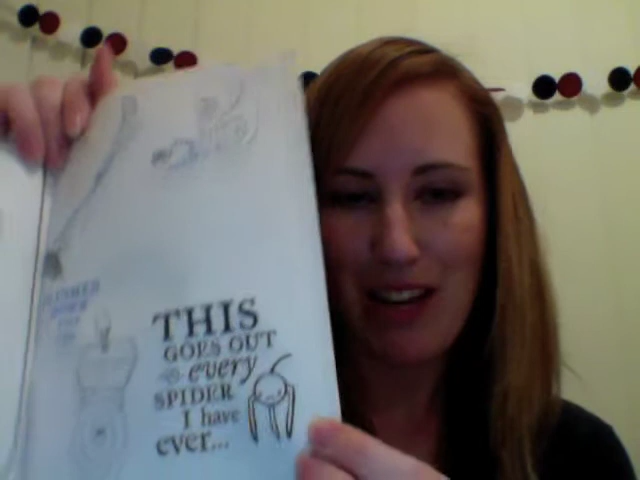 THIS
GOES OUT
every
SPIDER
I have
ever...